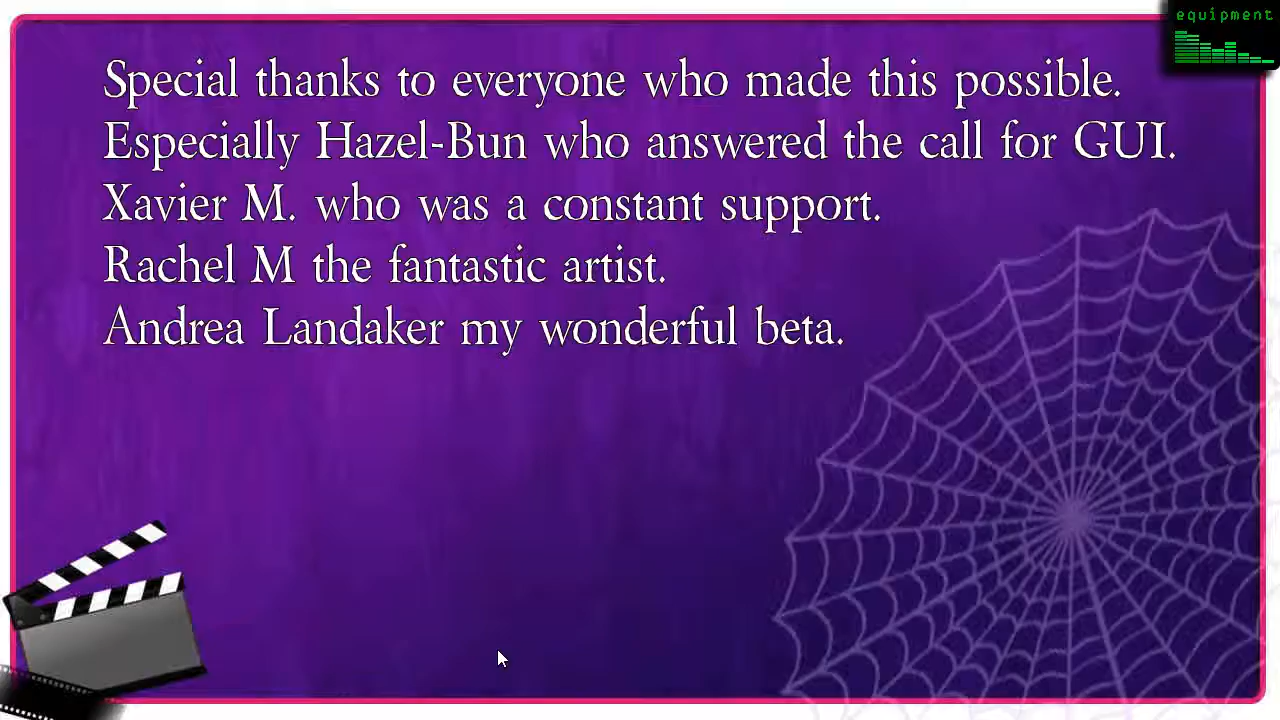 equipment
Special thanks to everyone who made this possible.
Especially Hazel-Bun who answered the call for GUI.
Xavier M. who was a constant support.
Rachel M the fantastic artist.
Andrea Landaker my wonderful beta.